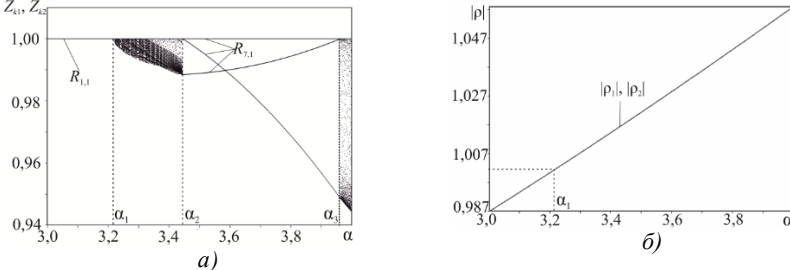 Z_{k1}, Z_{k2}
1,00
0,98
0,96
0,94
R_{1,1}
R_{7,1}
α_1
α_2
α_3
3,0 3,2 3,4 3,6 3,8 α
а)
|ρ|
1,047
1,027
1,007
0,987
|ρ_1|, |ρ_2|
α_1
3,0 3,2 3,4 3,6 3,8 α
б)